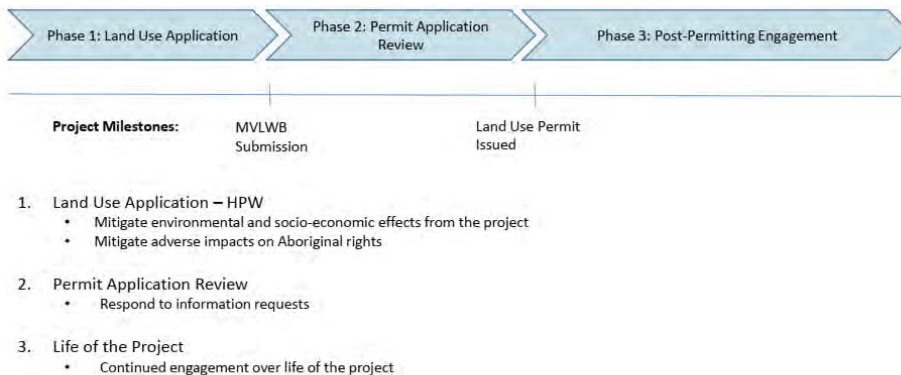 Phase 1: Land Use Application
Phase 2: Permit Application
Review
Phase 3: Post-Permitting Engagement
Project Milestones:
MVLWB
Submission
Land Use Permit
Issued
1. Land Use Application – HPW
• Mitigate environmental and socio-economic effects from the project
• Mitigate adverse impacts on Aboriginal rights
2. Permit Application Review
• Respond to information requests
3. Life of the Project
• Continued engagement over life of the project